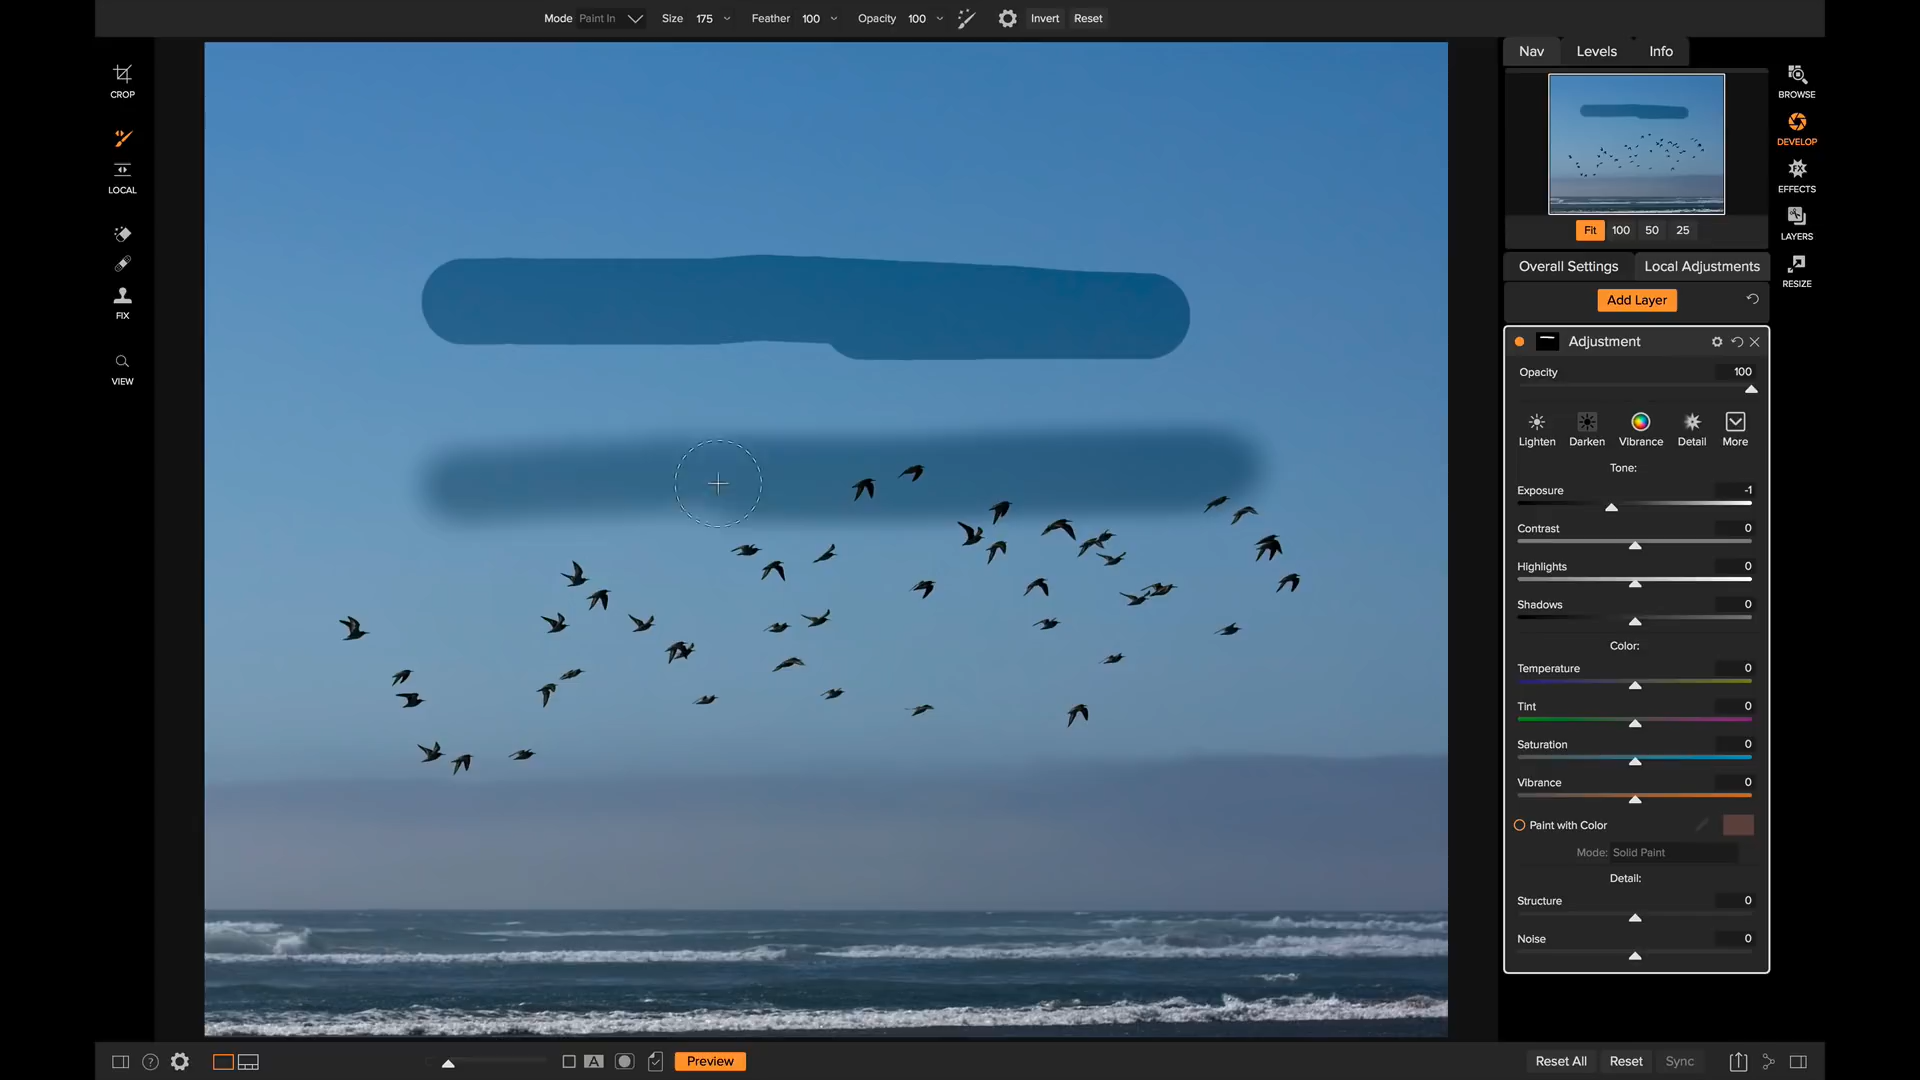 Mode Paint In Size 175 Feather 100 Opacity 100 Invert Reset
Nav Levels Info
CROP
LOCAL
FIX
VIEW
BROWSE
DEVELOP
EFFECTS
LAYERS
RESIZE
Fit 100 50 25
Overall Settings Local Adjustments
Add Layer
Adjustment
Opacity 100
Lighten Darken Vibrance Detail More
Tone:
Exposure -1
Contrast 0
Highlights 0
Shadows 0
Color:
Temperature 0
Tint 0
Saturation 0
Vibrance 0
Paint with Color
Mode: Solid Paint
Detail:
Structure 0
Noise 0
? A Preview Reset All Reset Sync